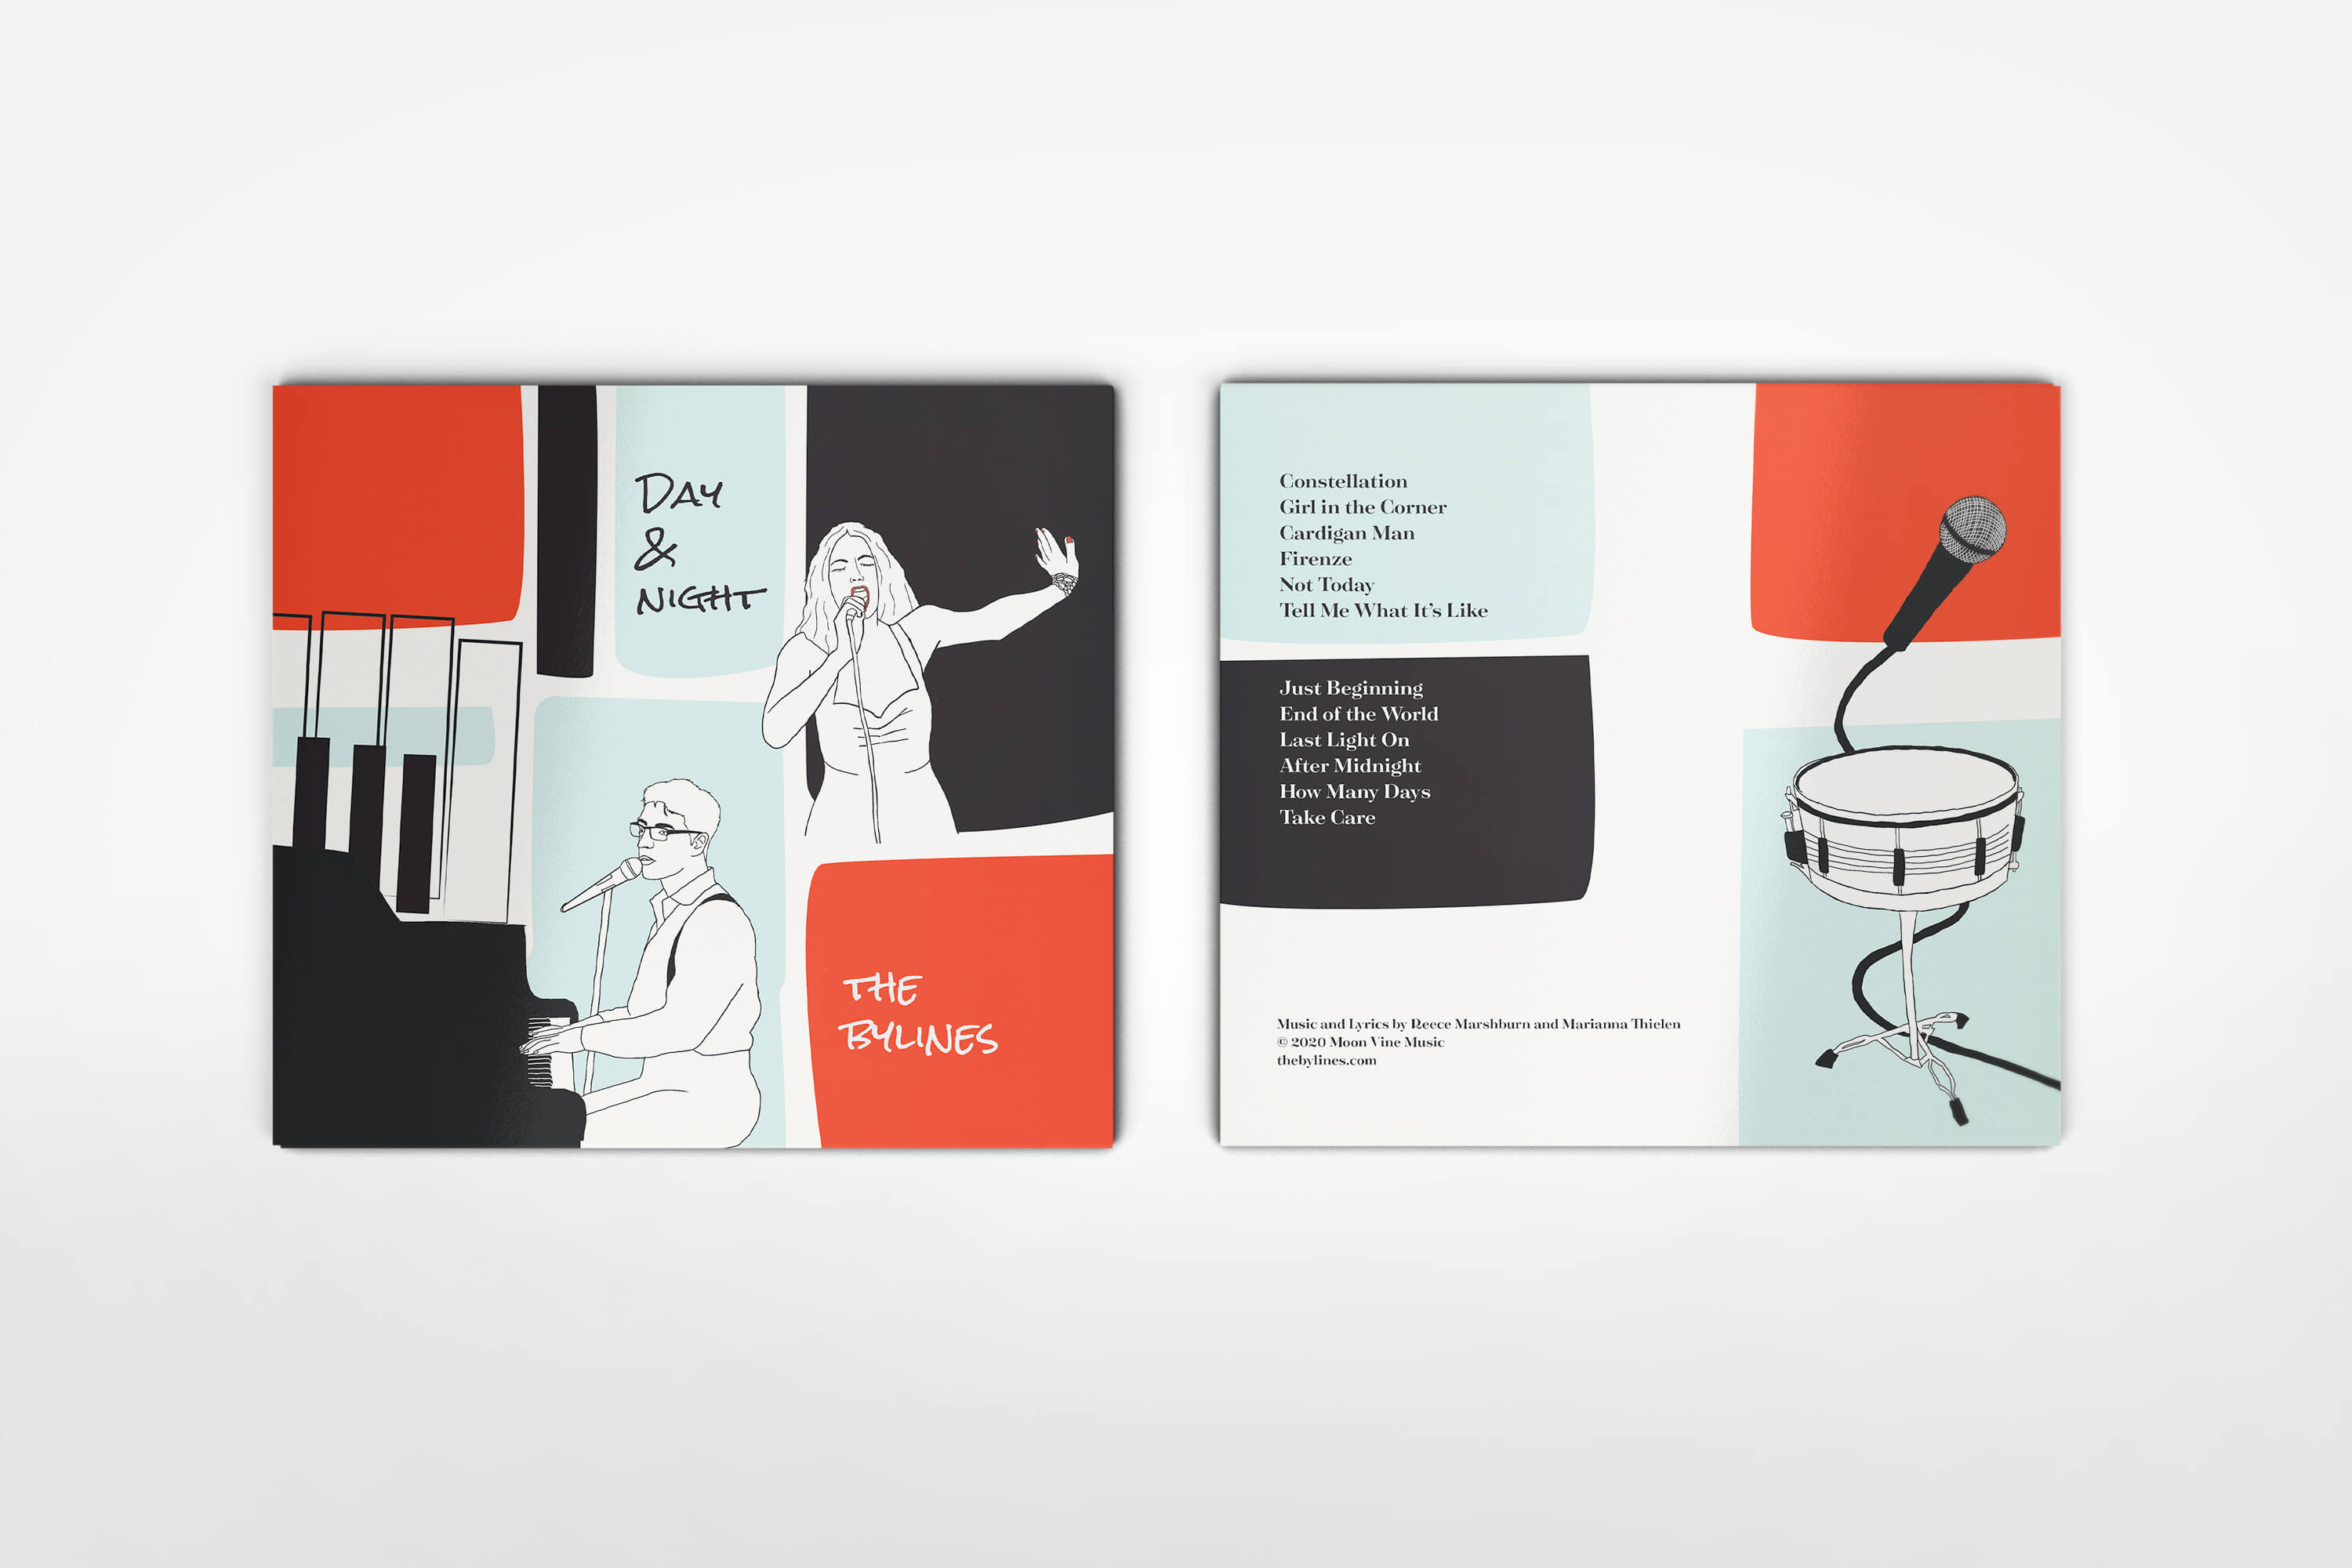 DAY
&
NIGHT
THE
BYLINES
Constellation
Girl in the Corner
Cardigan Man
Firenze
Not Today
Tell Me What It's Like
Just Beginning
End of the World
Last Light On
After Midnight
How Many Days
Take Care
Music and Lyrics by Reece Marshburn and Marianna Thielen
© 2020 Moon Vine Music
thebylines.com